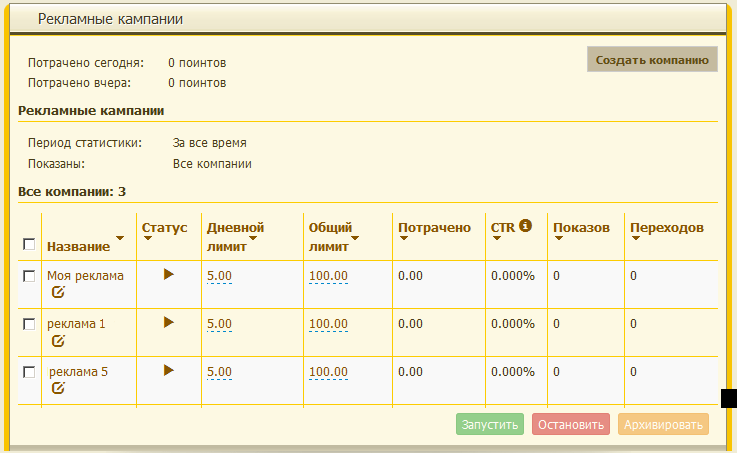 Рекламные кампании
Потрачено сегодня: 0 поинтов
Создать компанию
Потрачено вчера: 0 поинтов
Рекламные кампании
Период статистики: За все время
Показаны: Все компании
Все компании: 3
Название Статус Дневной лимит Общий лимит Потрачено CTR Показов Переходов
Моя реклама 5.00 100.00 0.00 0.000% 0 0
реклама 1 5.00 100.00 0.00 0.000% 0 0
реклама 5 5.00 100.00 0.00 0.000% 0 0
Запустить Остановить Архивировать